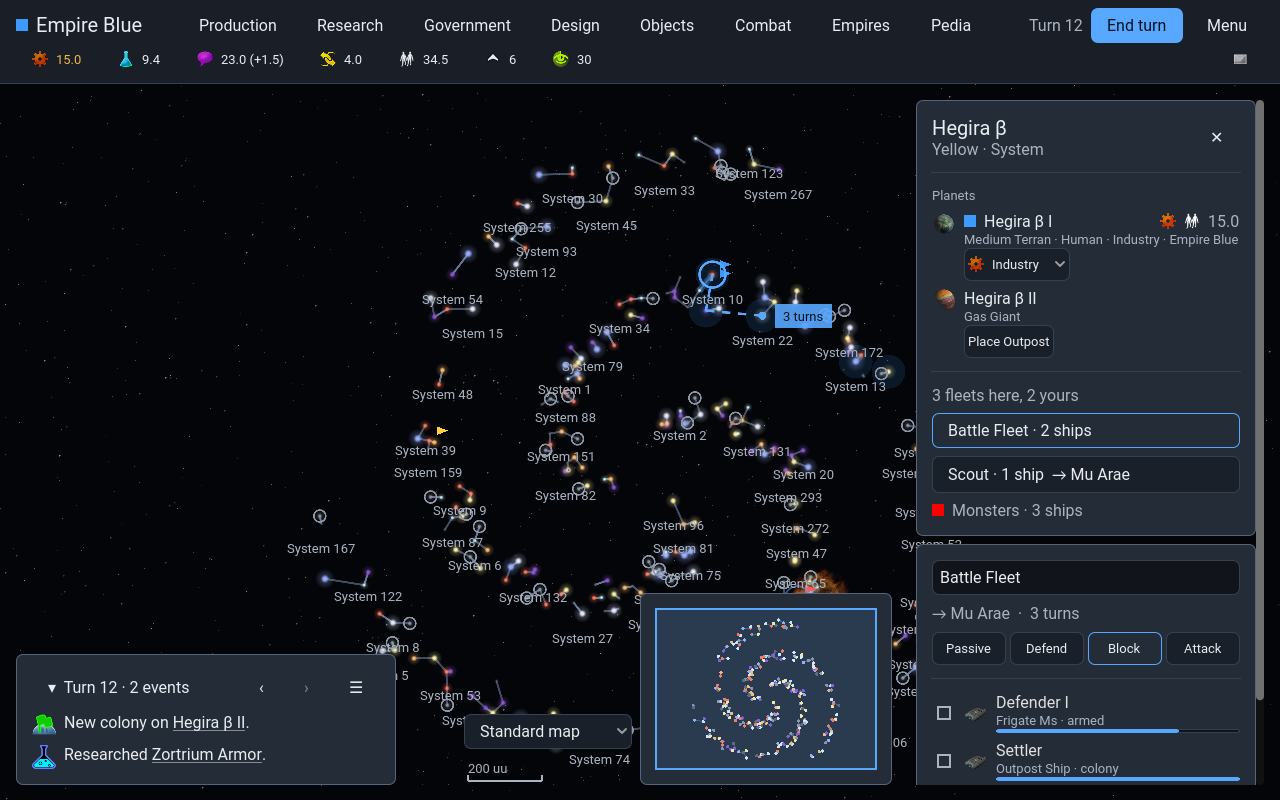 Empire Blue
Production
Research
Government
Design
Objects
Combat
Empires
Pedia
Turn 12
End turn
Menu
15.0
9.4
23.0 (+1.5)
4.0
34.5
6
30
System 123
System 33
System 267
System 30
System 45
System 255
System 93
System 12
System 54
System 10
System 15
System 34
3 turns
System 22
System 172
System 79
System 13
System 1
System 48
System 88
System 2
System 39
System 131
System 151
System 159
System 20
System 82
System 293
System 9
System 96
System 272
System 87
System 167
System 81
System 47
System 6
System 75
System 65
System 122
System 132
System 27
System 8
System 53
System 74
Hegira β
Yellow · System
Planets
Hegira β I
15.0
Medium Terran · Human · Industry · Empire Blue
Industry
Hegira β II
Gas Giant
Place Outpost
3 fleets here, 2 yours
Battle Fleet · 2 ships
Scout · 1 ship → Mu Arae
Monsters · 3 ships
Battle Fleet
→ Mu Arae · 3 turns
Passive
Defend
Block
Attack
Defender I
Frigate Ms · armed
Settler
Outpost Ship · colony
▾ Turn 12 · 2 events
‹ › ☰
New colony on Hegira β II.
Researched Zortrium Armor.
Standard map
200 uu